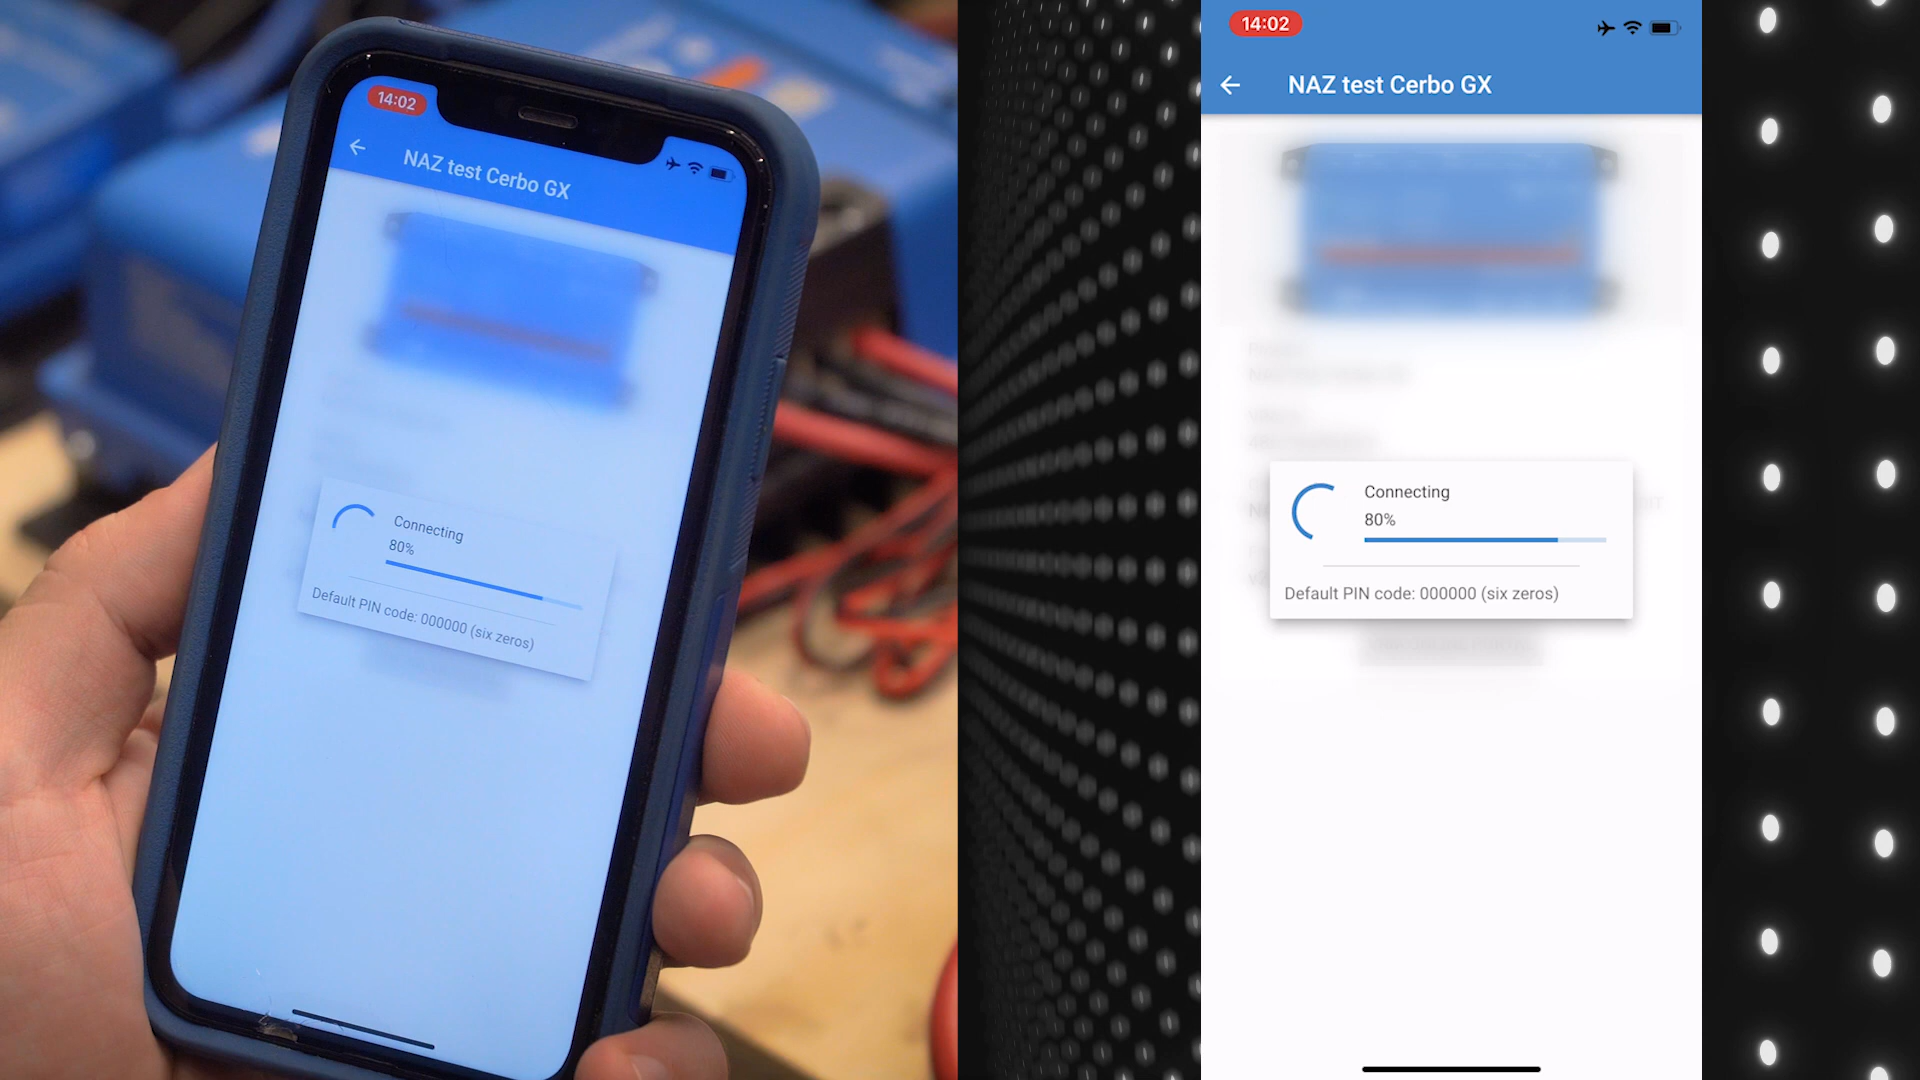 14:02
NAZ test Cerbo GX
Connecting
80%
Default PIN code: 000000 (six zeros)
14:02
NAZ test Cerbo GX
Connecting
80%
Default PIN code: 000000 (six zeros)